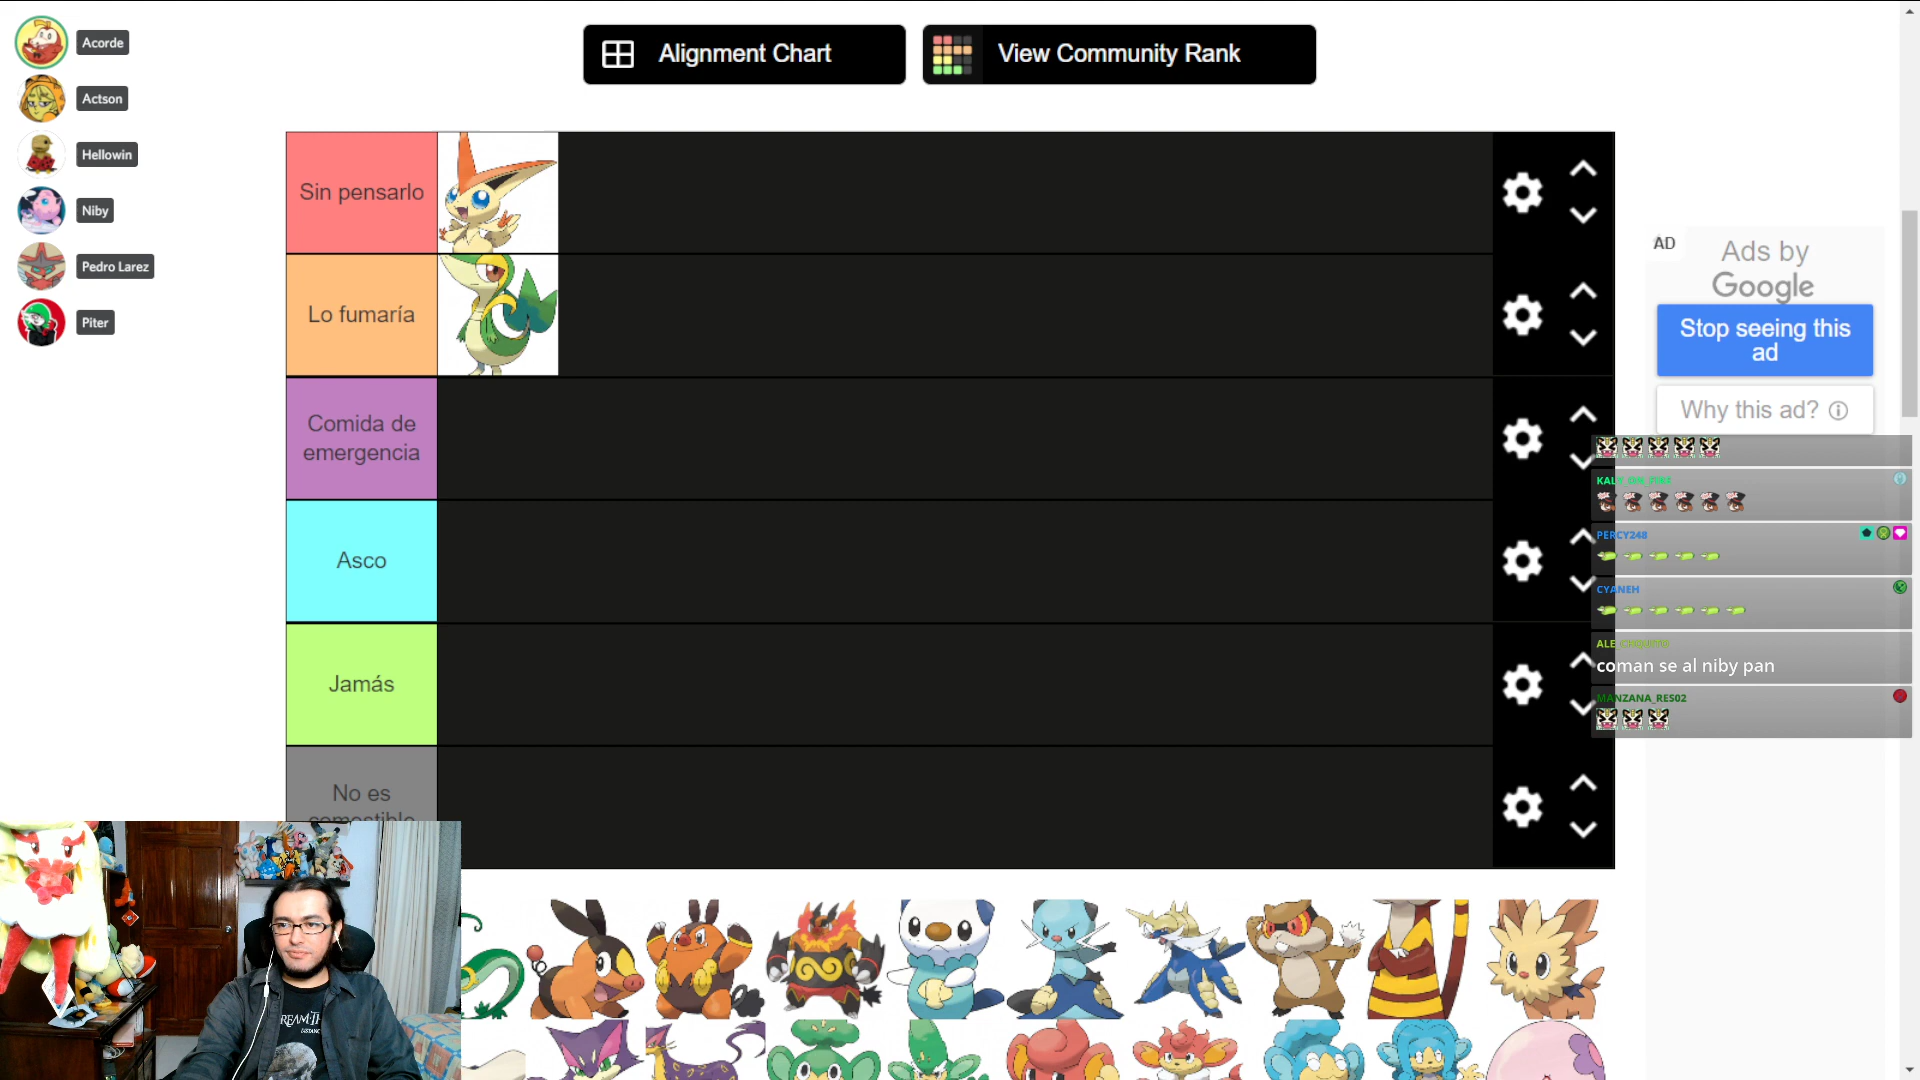 Acorde
Actson
Hellowin
Niby
Pedro Larez
Piter
Alignment Chart
View Community Rank
Sin pensarlo
Lo fumaría
Comida de
emergencia
Asco
Jamás
No es
comestible
AD
Ads by
Google
Stop seeing this
ad
Why this ad?
PERCY248
CYANEH
coman se al niby pan
MANZANA_RES02